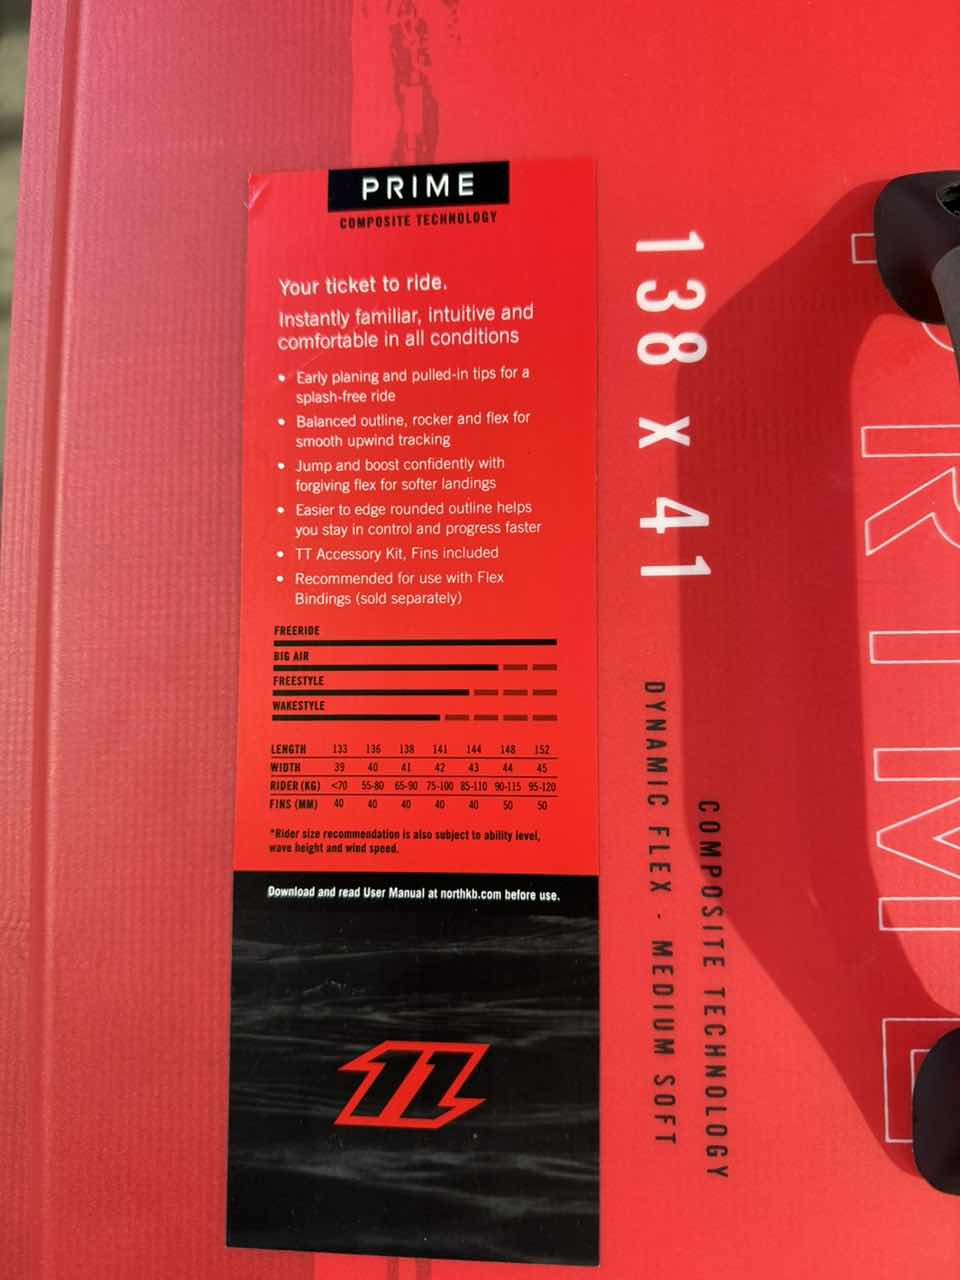 PRIME
COMPOSITE TECHNOLOGY
Your ticket to ride.
Instantly familiar, intuitive and
comfortable in all conditions
• Early planing and pulled-in tips for a
splash-free ride
• Balanced outline, rocker and flex for
smooth upwind tracking
• Jump and boost confidently with
forgiving flex for softer landings
• Easier to edge rounded outline helps
you stay in control and progress faster
• TT Accessory Kit, Fins included
• Recommended for use with Flex
Bindings (sold separately)
FREERIDE
BIG AIR
FREESTYLE
WAKESTYLE
LENGTH 133 136 138 141 144 148 152
WIDTH 39 40 41 42 43 44 45
RIDER (KG) <70 55-80 65-90 75-100 85-110 90-115 95-120
FINS (MM) 40 40 40 40 40 50 50
*Rider size recommendation is also subject to ability level,
wave height and wind speed.
Download and read User Manual at northkb.com before use.
138 X 41
DYNAMIC FLEX - MEDIUM SOFT
COMPOSITE TECHNOLOGY
PRIME